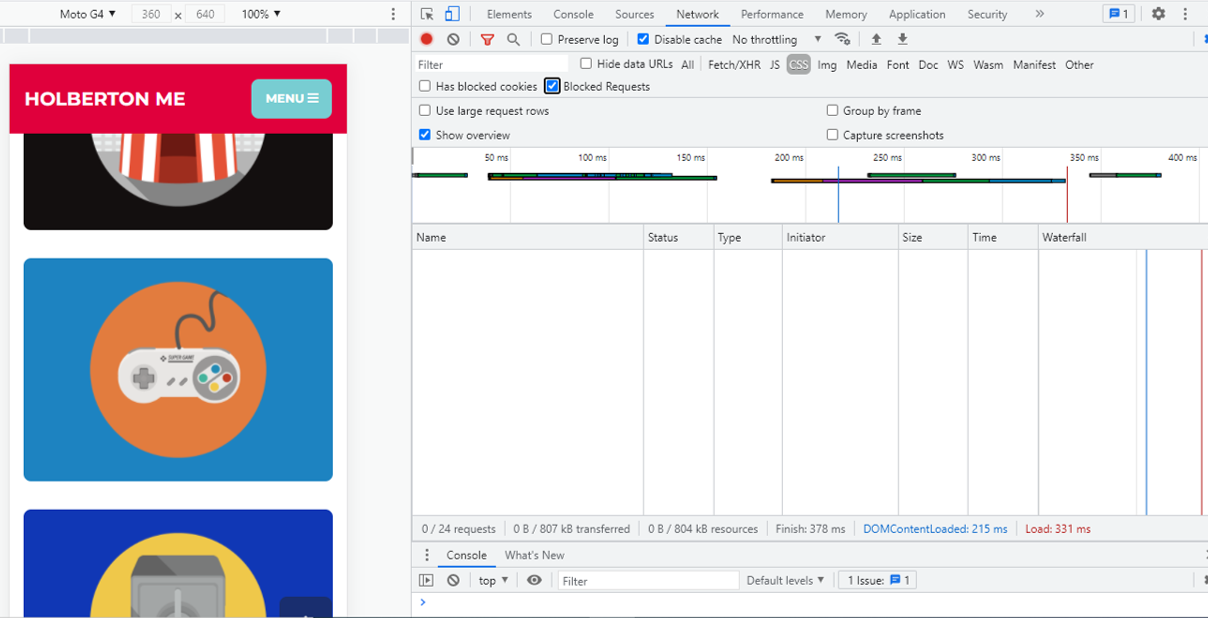 Moto G4 ▼ 360 x 640 100% ▼
HOLBERTON ME
MENU ☰
SUPER GAME
Elements Console Sources Network Performance Memory Application Security » 1
Preserve log Disable cache No throttling ▼
Filter Hide data URLs All Fetch/XHR JS CSS Img Media Font Doc WS Wasm Manifest Other
Has blocked cookies Blocked Requests
Use large request rows Group by frame
Show overview Capture screenshots
50 ms 100 ms 150 ms 200 ms 250 ms 300 ms 350 ms 400 ms
Name Status Type Initiator Size Time Waterfall
0 / 24 requests 0 B / 807 kB transferred 0 B / 804 kB resources Finish: 378 ms DOMContentLoaded: 215 ms Load: 331 ms
Console What's New
top ▼ Filter Default levels ▼ 1 Issue: 1